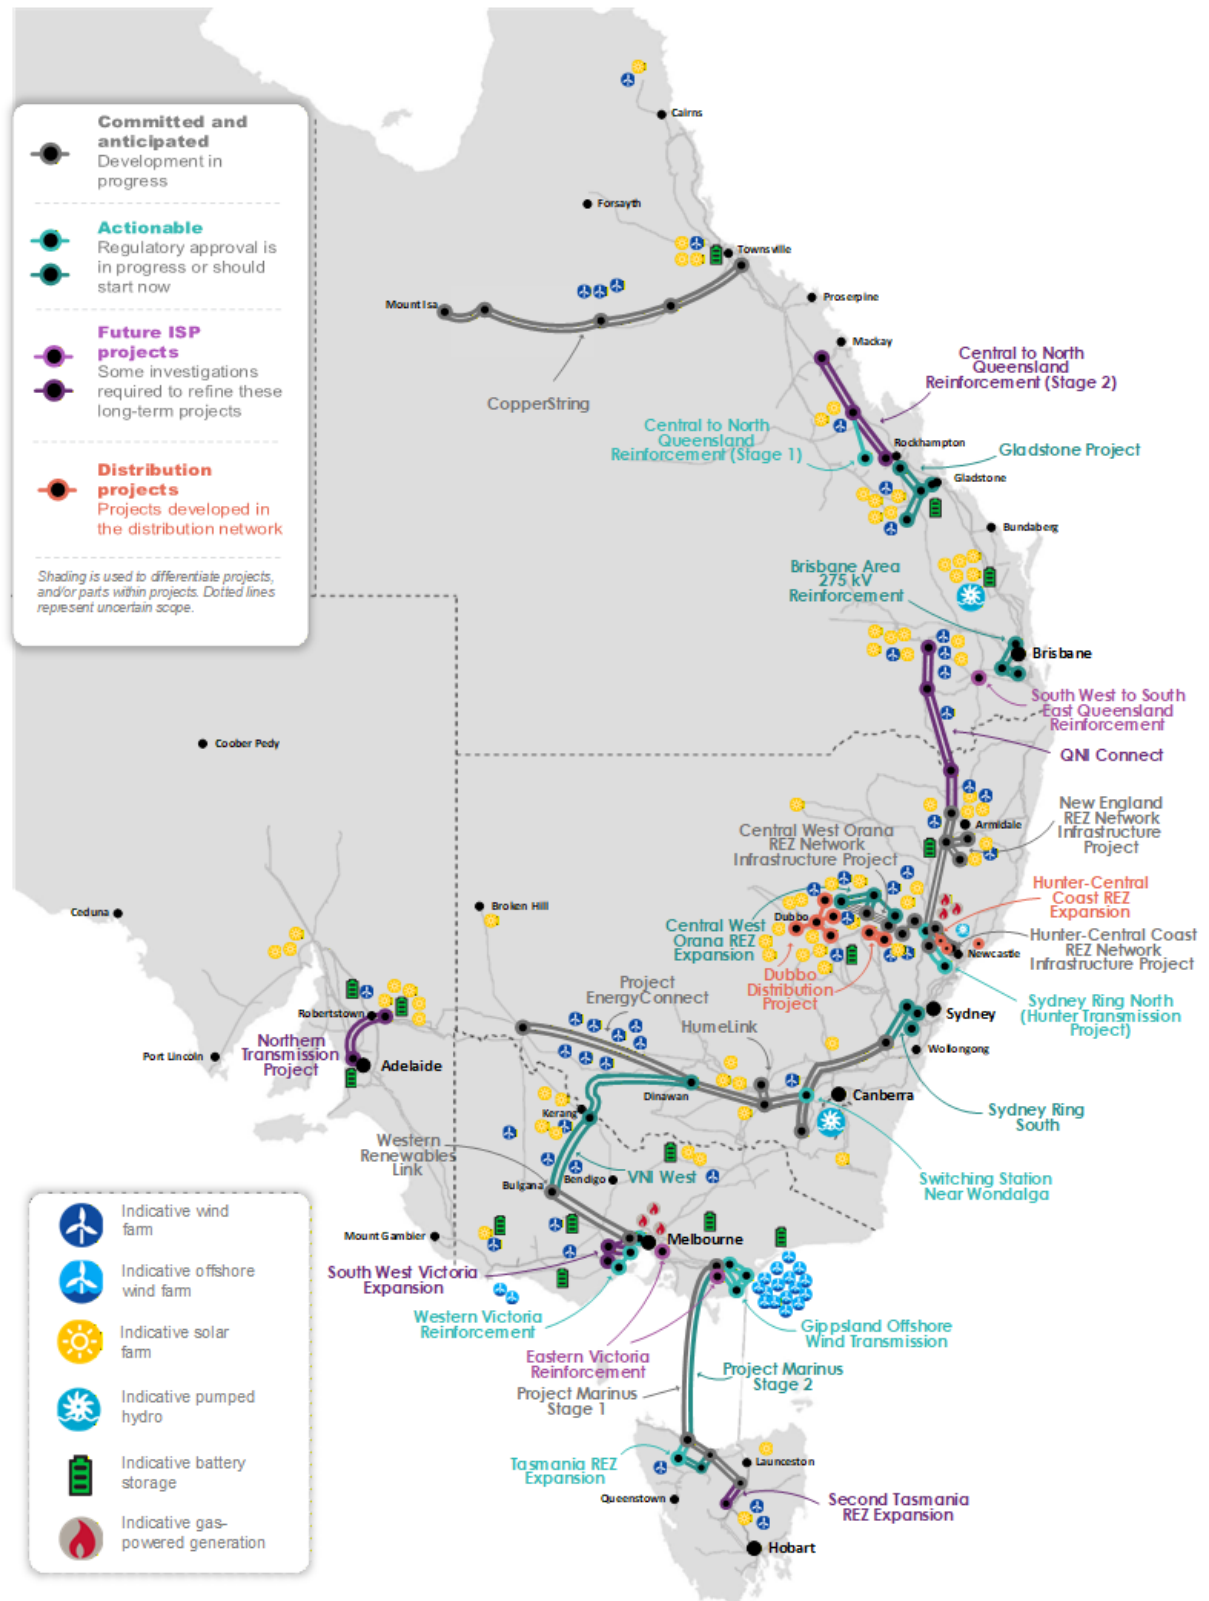 Committed and
anticipated
Development in
progress
Actionable
Regulatory approval is
in progress or should
start now
Future ISP
projects
Some investigations
required to refine these
long-term projects
Distribution
projects
Projects developed in
the distribution network
Shading is used to differentiate projects,
and/or parts within projects. Dotted lines
represent uncertain scope.
Cairns
Forsayth
Townsville
Mount Isa
Proserpine
Mackay
CopperString
Central to North
Queensland
Reinforcement (Stage 2)
Central to North
Queensland
Reinforcement (Stage 1)
Rockhampton
Gladstone Project
Gladstone
Bundaberg
Brisbane Area
275 kV
Reinforcement
Brisbane
South West to South
East Queensland
Reinforcement
Coober Pedy
QNI Connect
New England
REZ Network
Infrastructure
Project
Armidale
Central West Orana
REZ Network
Infrastructure Project
Hunter-Central
Coast REZ
Expansion
Ceduna
Broken Hill
Dubbo
Central West
Orana REZ
Expansion
Hunter-Central Coast
REZ Network
Infrastructure Project
Newcastle
Dubbo
Distribution
Project
Project
EnergyConnect
Sydney Ring North
(Hunter Transmission
Project)
Robertstown
HumeLink
Sydney
Northern
Transmission
Project
Port Lincoln
Adelaide
Wollongong
Dinawan
Canberra
Kerang
Sydney Ring
South
Western
Renewables
Link
VNI West
Bendigo
Bulgana
Switching Station
Near Wondalga
Mount Gambier
Melbourne
South West Victoria
Expansion
Western Victoria
Reinforcement
Gippsland Offshore
Wind Transmission
Eastern Victoria
Reinforcement
Project Marinus
Stage 2
Project Marinus
Stage 1
Tasmania REZ
Expansion
Launceston
Queenstown
Second Tasmania
REZ Expansion
Hobart
Indicative wind
farm
Indicative offshore
wind farm
Indicative solar
farm
Indicative pumped
hydro
Indicative battery
storage
Indicative gas-
powered generation